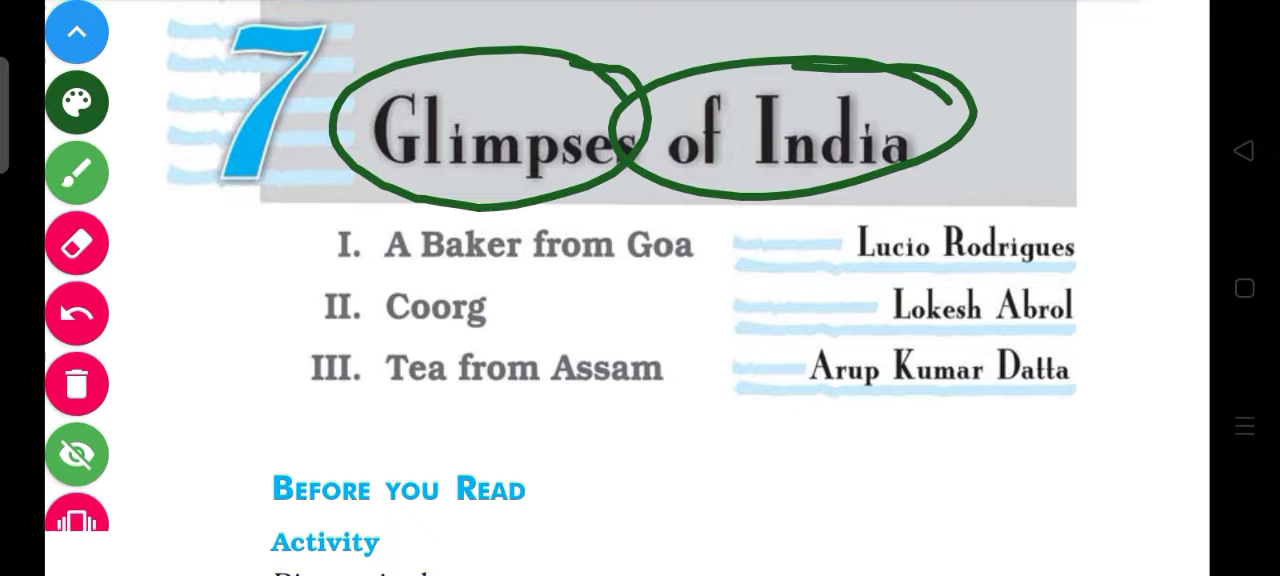 7 Glimpses of India
I. A Baker from Goa Lucio Rodrigues
II. Coorg Lokesh Abrol
III. Tea from Assam Arup Kumar Datta
BEFORE YOU READ
Activity